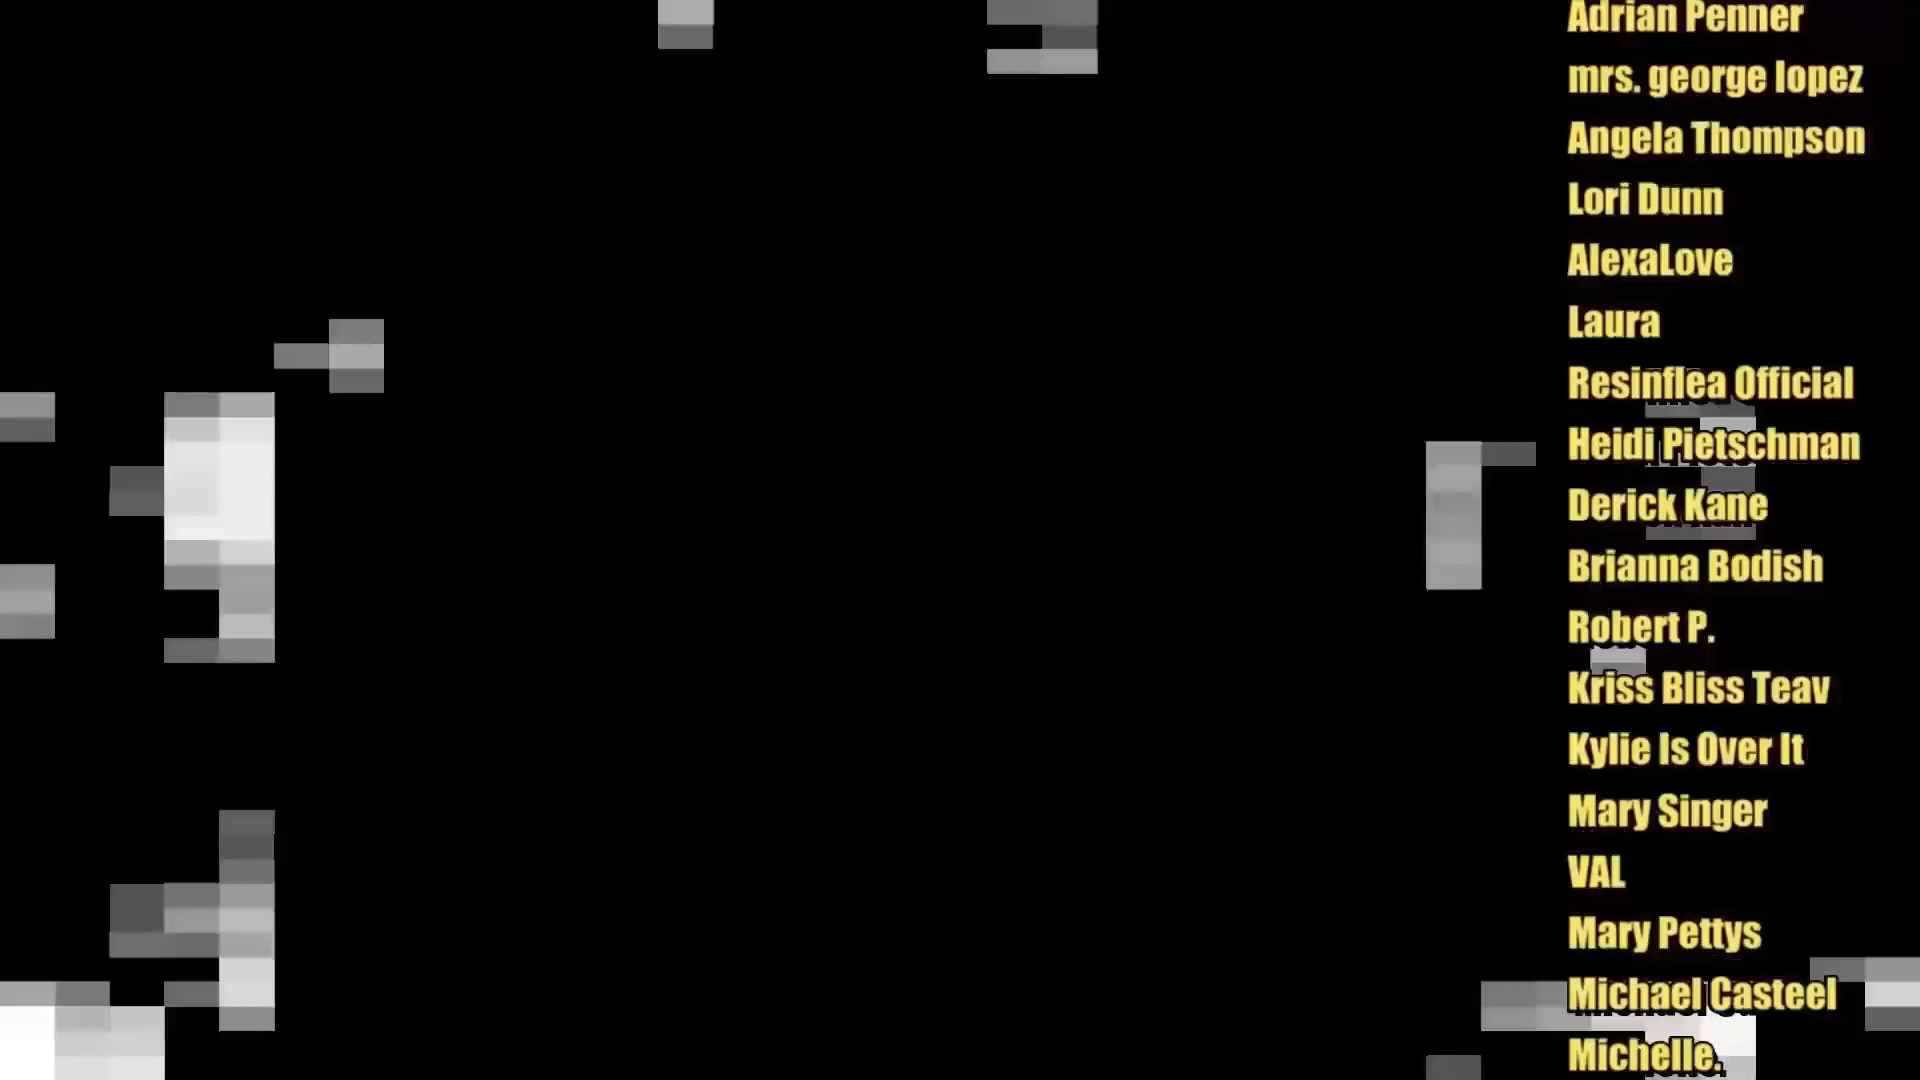 Adrian Penner
mrs. george lopez
Angela Thompson
Lori Dunn
AlexaLove
Laura
Resinflea Official
Heidi Pietschman
Derick Kane
Brianna Bodish
Robert P.
Kriss Bliss Teav
Kylie Is Over It
Mary Singer
VAL
Mary Pettys
Michael Casteel
Michelle.